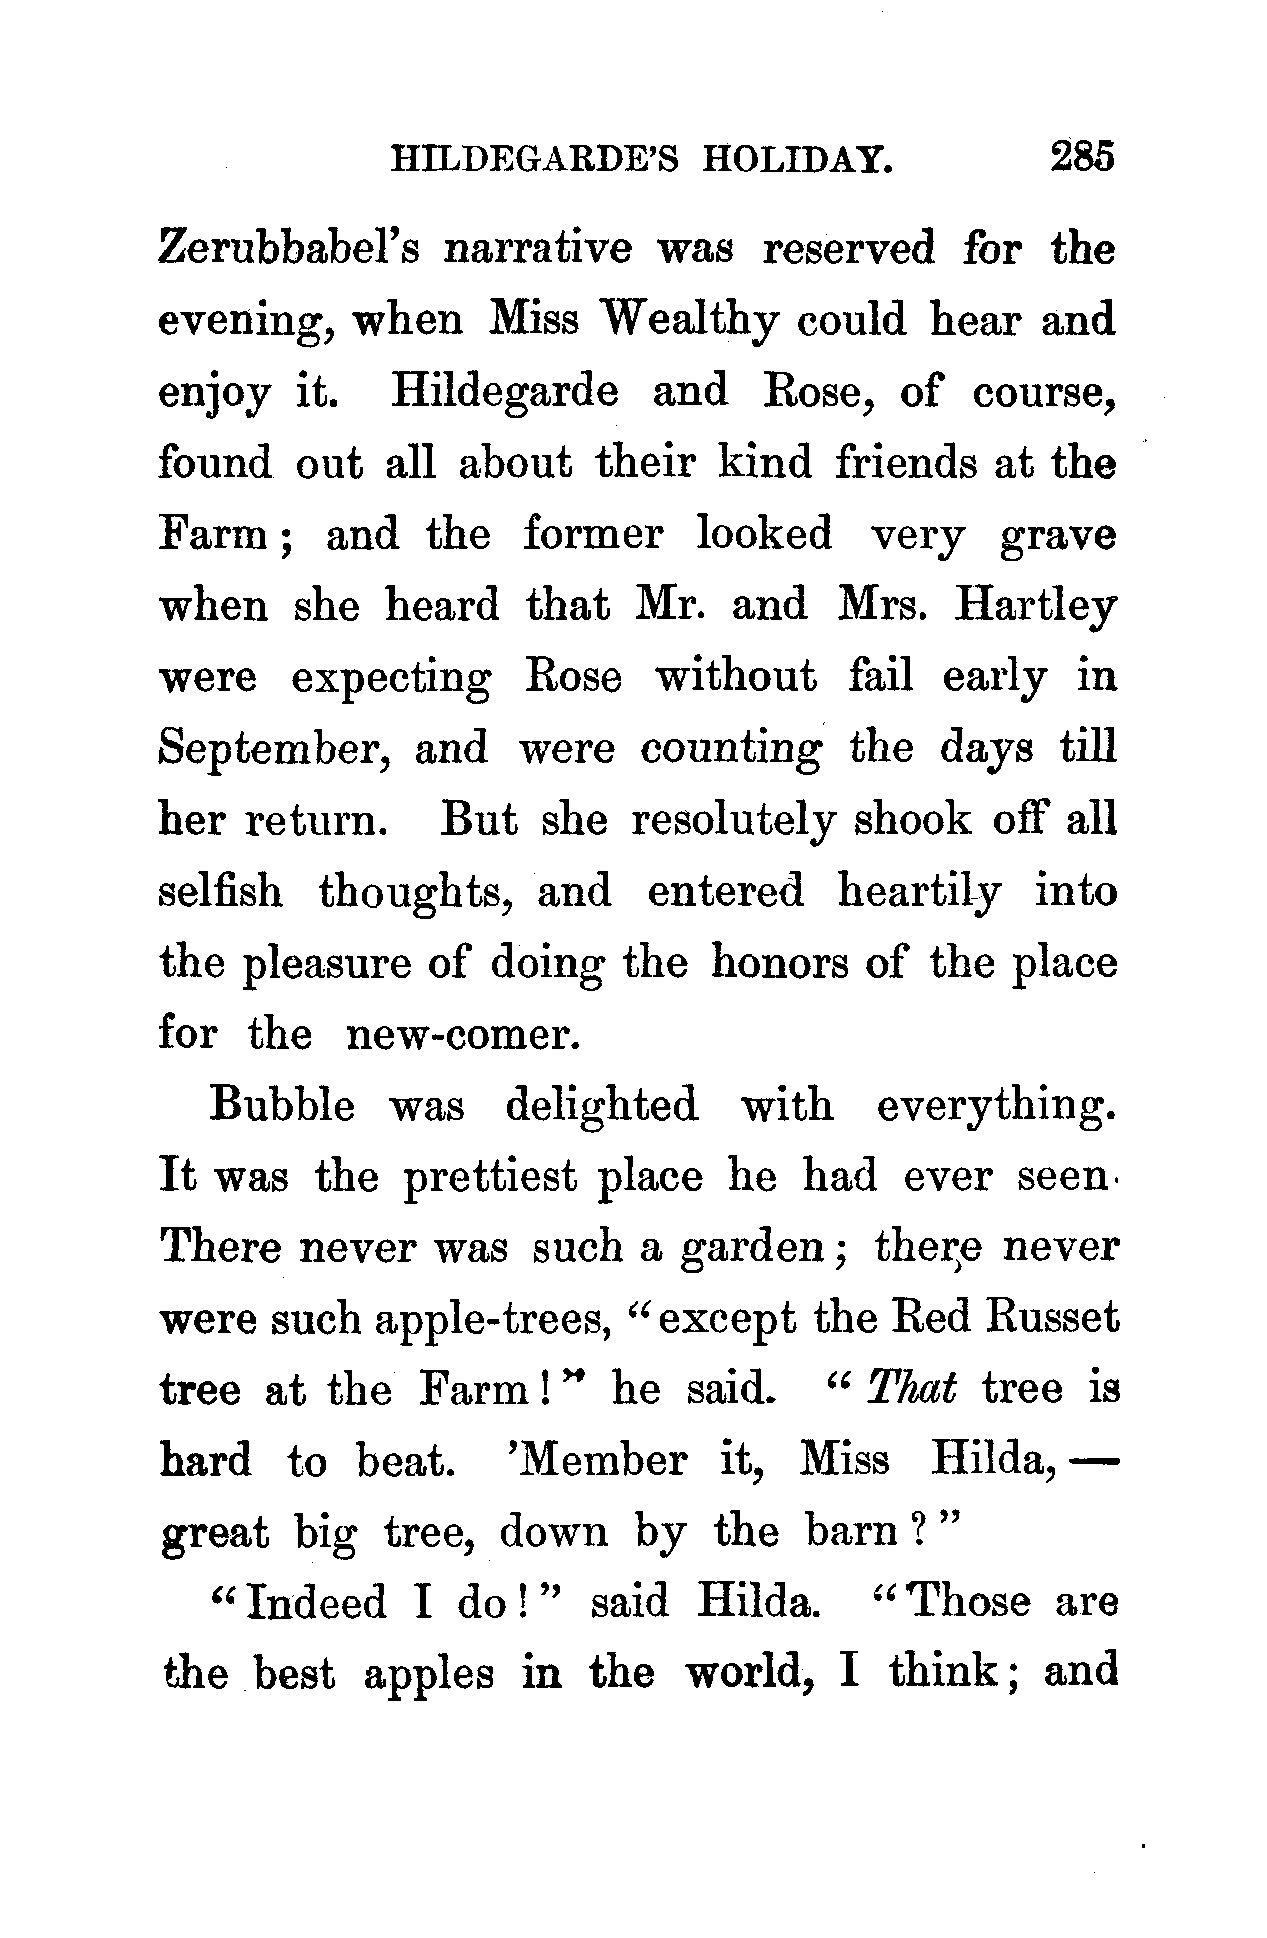 HILDEGARDE'S HOLIDAY. 285
Zerubbabel's narrative was reserved for the
evening, when Miss Wealthy could hear and
enjoy it. Hildegarde and Rose, of course,
found out all about their kind friends at the
Farm; and the former looked very grave
when she heard that Mr. and Mrs. Hartley
were expecting Rose without fail early in
September, and were counting the days till
her return. But she resolutely shook off all
selfish thoughts, and entered heartily into
the pleasure of doing the honors of the place
for the new-comer.
Bubble was delighted with everything.
It was the prettiest place he had ever seen.
There never was such a garden; there never
were such apple-trees, "except the Red Russet
tree at the Farm!" he said. "That tree is
hard to beat. 'Member it, Miss Hilda, —
great big tree, down by the barn?"
"Indeed I do!" said Hilda. "Those are
the best apples in the world, I think; and